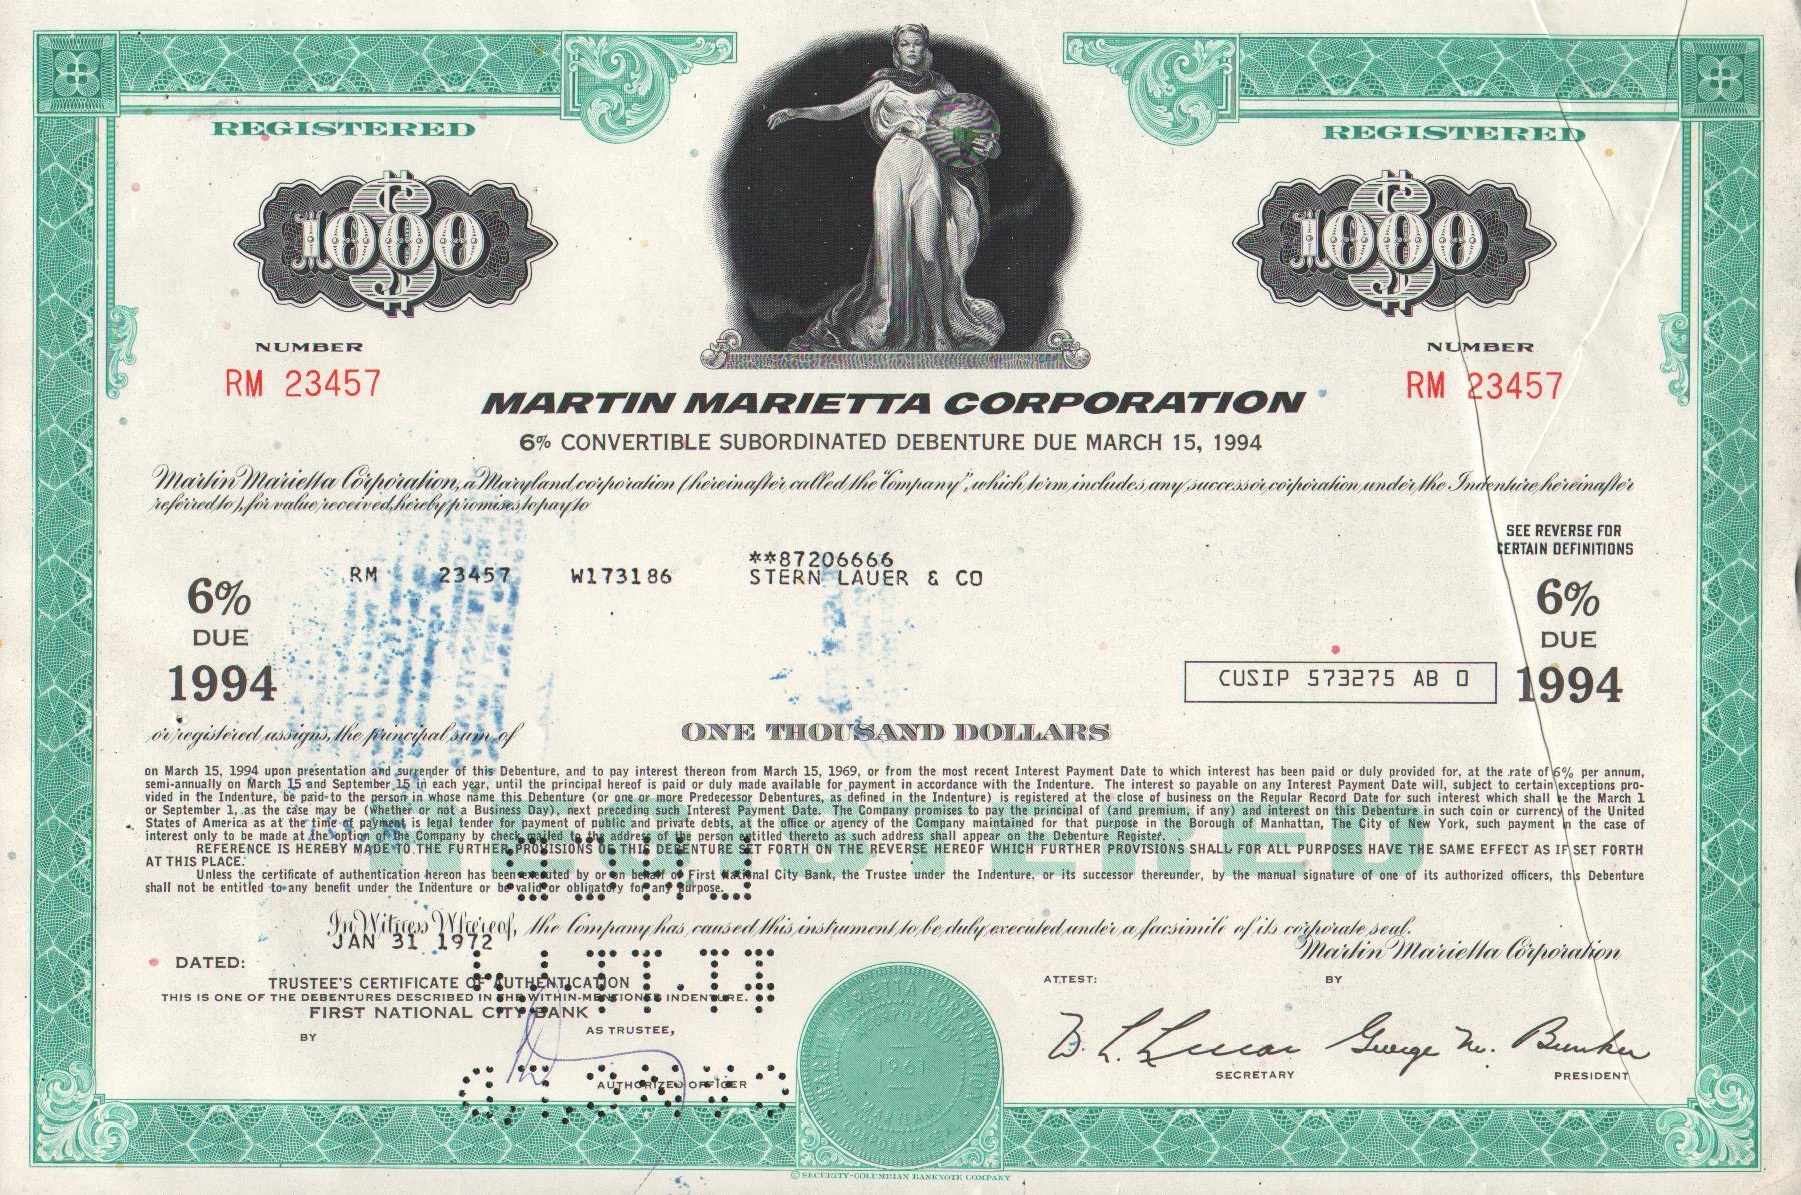 REGISTERED
REGISTERED
$1000
$1000
NUMBER
NUMBER
RM 23457
RM 23457
MARTIN MARIETTA CORPORATION
6% CONVERTIBLE SUBORDINATED DEBENTURE DUE MARCH 15, 1994
Martin Marietta Corporation, a Maryland corporation (hereinafter called the "Company", which term includes any successor corporation under the Indenture hereinafter
referred to), for value received, hereby promises to pay to
SEE REVERSE FOR
CERTAIN DEFINITIONS
**87206666
RM 23457 W173186 STERN LAUER & CO
6%
DUE
1994
6%
DUE
1994
CUSIP 573275 AB 0
or registered assigns, the principal sum of ONE THOUSAND DOLLARS
on March 15, 1994 upon presentation and surrender of this Debenture, and to pay interest thereon from March 15, 1969, or from the most recent Interest Payment Date to which interest has been paid or duly provided for, at the rate of 6% per annum,
semi-annually on March 15 and September 15 in each year, until the principal hereof is paid or duly made available for payment in accordance with the Indenture. The interest so payable on any Interest Payment Date will, subject to certain exceptions pro-
vided in the Indenture, be paid to the person in whose name this Debenture (or one or more Predecessor Debentures, as defined in the Indenture) is registered at the close of business on the Regular Record Date for such interest which shall be the March 1
or September 1, as the case may be (whether or not a Business Day), next preceding such Interest Payment Date. The Company promises to pay the principal of (and premium, if any) and interest on this Debenture in such coin or currency of the United
States of America as at the time of payment is legal tender for payment of public and private debts, at the office or agency of the Company maintained for that purpose in the Borough of Manhattan, The City of New York, such payment in the case of
interest only to be made at the option of the Company by check mailed to the address of the person entitled thereto as such address shall appear on the Debenture Register.
REFERENCE IS HEREBY MADE TO THE FURTHER PROVISIONS OF THIS DEBENTURE SET FORTH ON THE REVERSE HEREOF WHICH FURTHER PROVISIONS SHALL FOR ALL PURPOSES HAVE THE SAME EFFECT AS IF SET FORTH
AT THIS PLACE.
REGISTERED
Unless the certificate of authentication hereon has been executed by or on behalf of First National City Bank, the Trustee under the Indenture, or its successor thereunder, by the manual signature of one of its authorized officers, this Debenture
shall not be entitled to any benefit under the Indenture or be valid or obligatory for any purpose.
In Witness Whereof, the Company has caused this instrument to be duly executed under a facsimile of its corporate seal.
JAN 31 1972
Martin Marietta Corporation
DATED:
TRUSTEE'S CERTIFICATE OF AUTHENTICATION
THIS IS ONE OF THE DEBENTURES DESCRIBED IN THE WITHIN-MENTIONED INDENTURE.
FIRST NATIONAL CITY BANK
AS TRUSTEE,
BY
AUTHORIZED OFFICER
MARTIN MARIETTA CORPORATION
INCORPORATED
1961
MARYLAND
ATTEST:
BY
George M. Bunker
SECRETARY
PRESIDENT
© SECURITY-COLUMBIAN BANKNOTE COMPANY